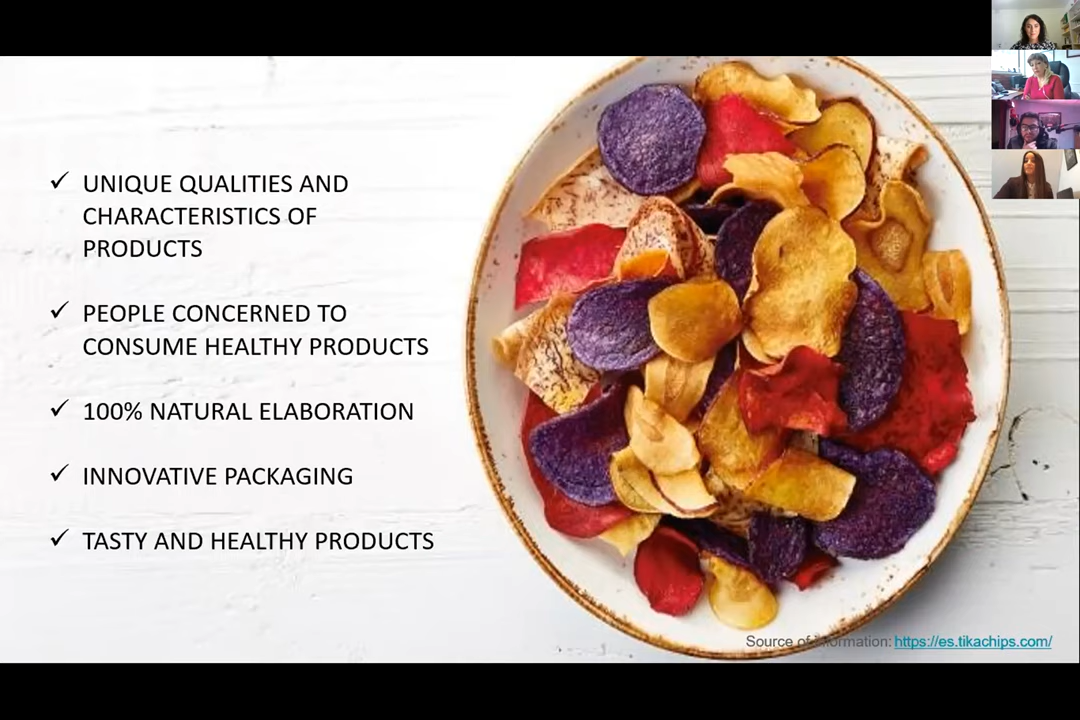 ✓ UNIQUE QUALITIES AND
CHARACTERISTICS OF
PRODUCTS
✓ PEOPLE CONCERNED TO
CONSUME HEALTHY PRODUCTS
✓ 100% NATURAL ELABORATION
✓ INNOVATIVE PACKAGING
✓ TASTY AND HEALTHY PRODUCTS
Source of information: https://es.tikachips.com/